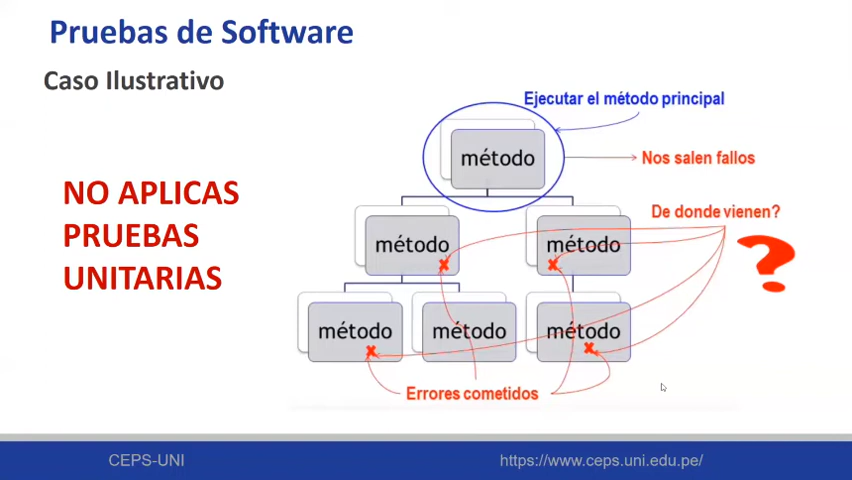 Pruebas de Software
Caso Ilustrativo
Ejecutar el método principal
método
Nos salen fallos
NO APLICAS
PRUEBAS
UNITARIAS
De donde vienen?
?
método
método
método
método
método
Errores cometidos
CEPS-UNI
https://www.ceps.uni.edu.pe/